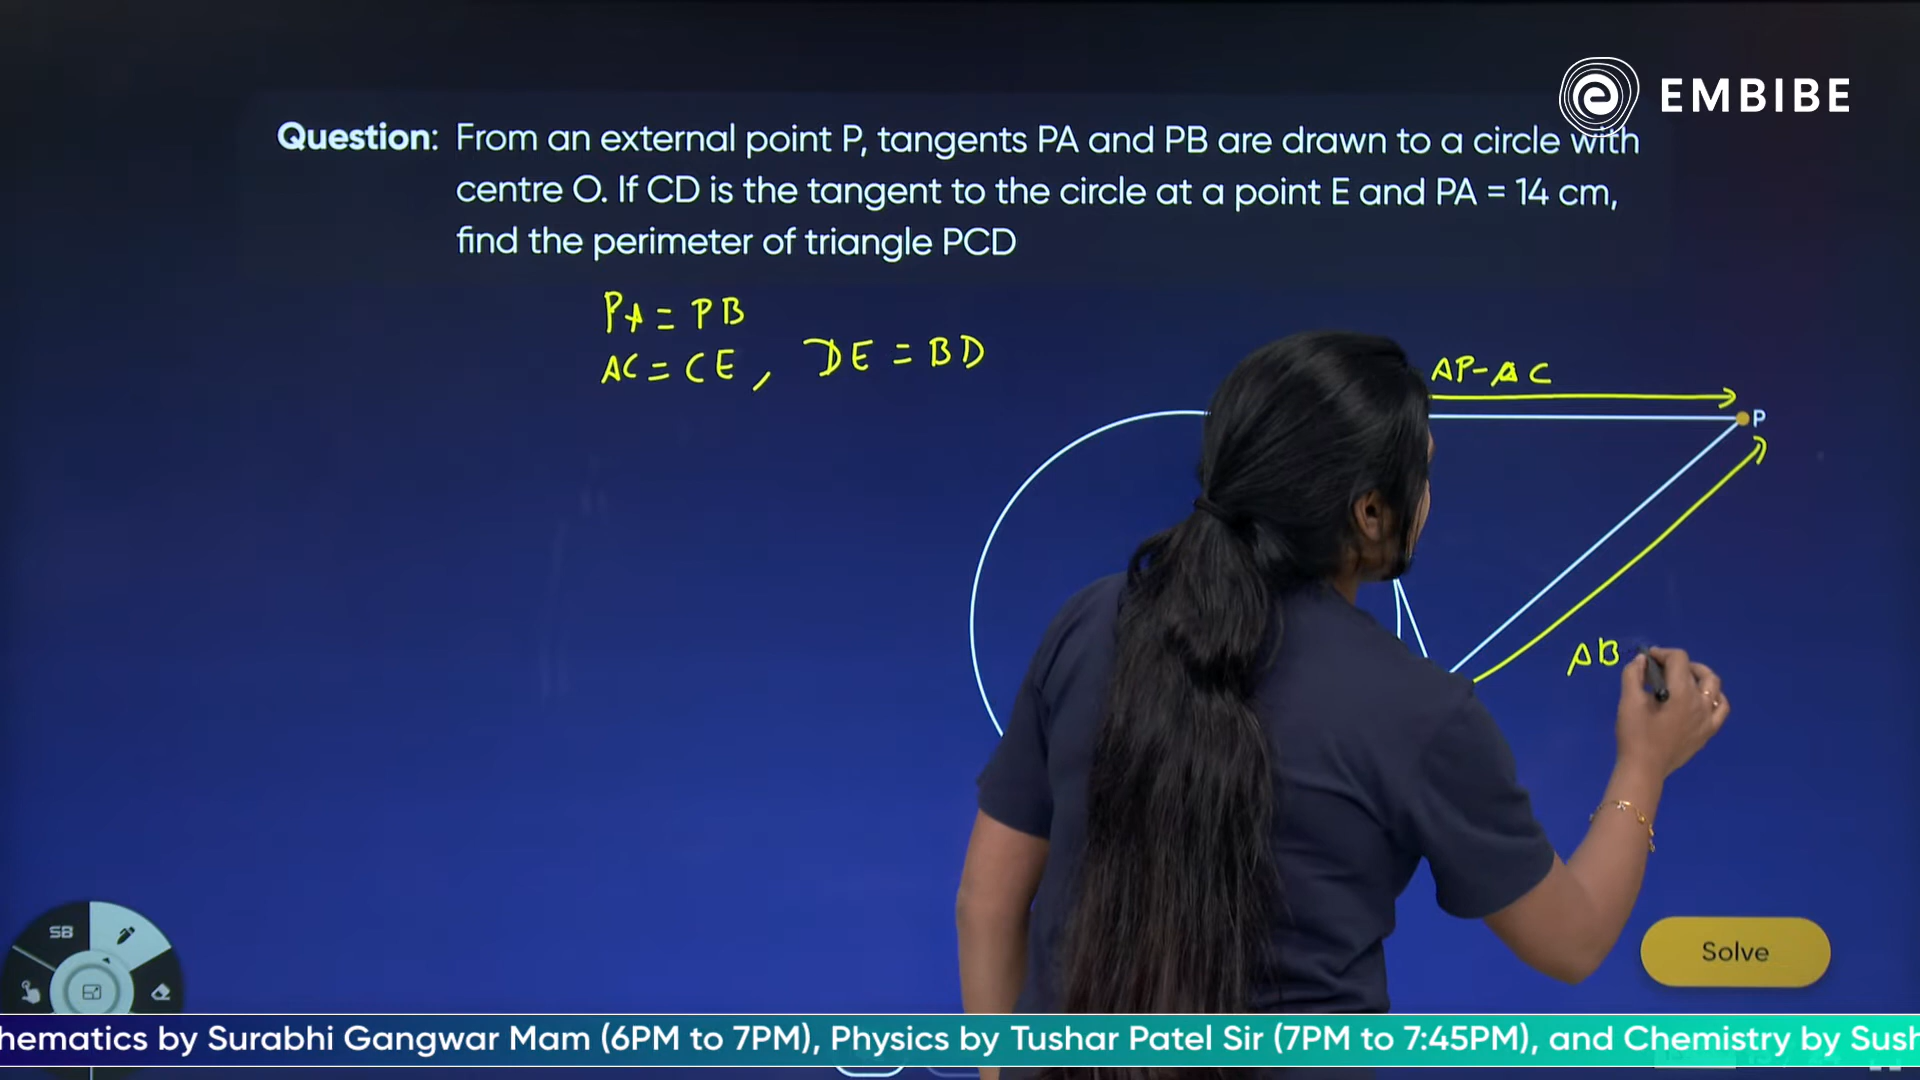 EMBIBE
Question: From an external point P, tangents PA and PB are drawn to a circle with
centre O. If CD is the tangent to the circle at a point E and PA = 14 cm,
find the perimeter of triangle PCD
PA = PB
AC = CE , DE = BD
AP-AC
P
AB
SB
Solve
hematics by Surabhi Gangwar Mam (6PM to 7PM), Physics by Tushar Patel Sir (7PM to 7:45PM), and Chemistry by Sush